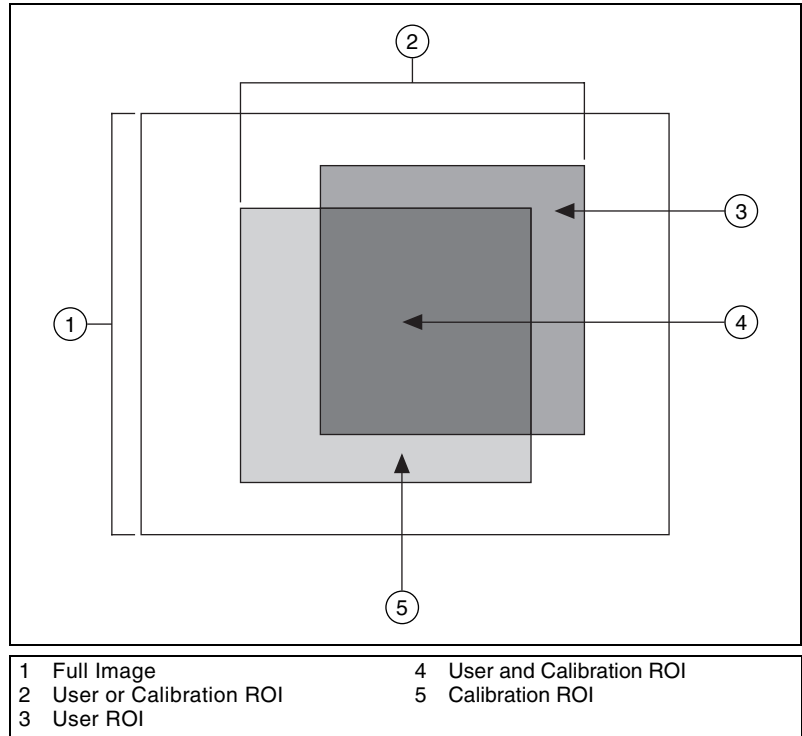 2
3
1
4
5
1 Full Image
2 User or Calibration ROI
3 User ROI
4 User and Calibration ROI
5 Calibration ROI